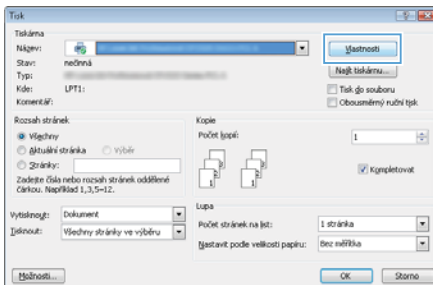 Tisk
Tiskárna
Název:
Vlastnosti
Stav: nečinná
Najít tiskárnu...
Typ:
Kde: LPT1:
Tisk do souboru
Komentář:
Obousměrný ruční tisk
Rozsah stránek
Všechny
Aktuální stránka
Výběr
Stránky:
Zadejte čísla nebo rozsah stránek oddělené
čárkou. Například 1,3,5–12.
Kopie
Počet kopií: 1
Kompletovat
Vytisknout: Dokument
Tisknout: Všechny stránky ve výběru
Lupa
Počet stránek na list: 1 stránka
Nastavit podle velikosti papíru: Bez měřítka
Možnosti...
OK
Storno